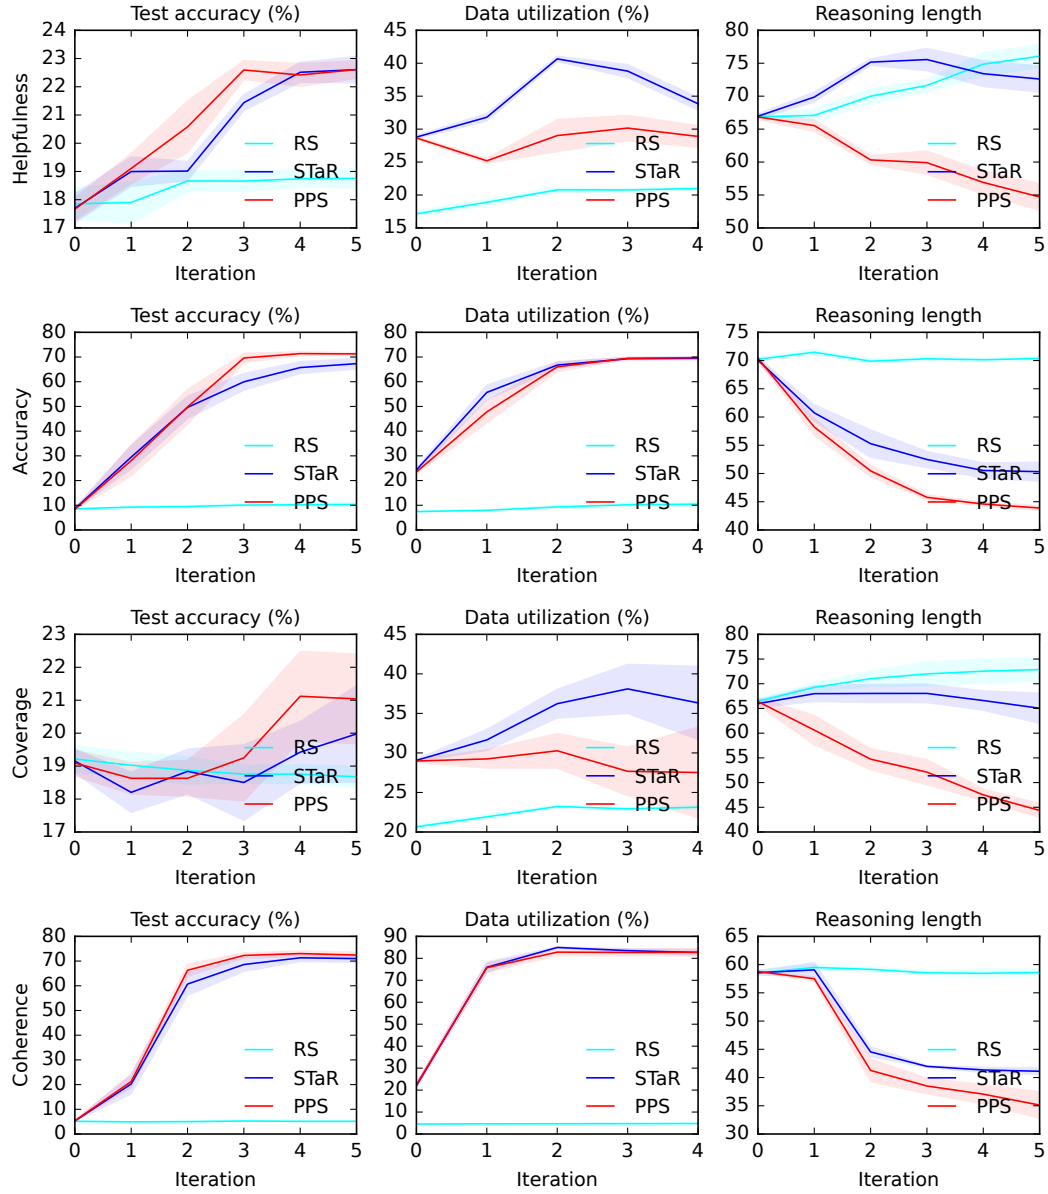 Test accuracy (%) Data utilization (%) Reasoning length
Helpfulness
24
23
22
21
20
19
18
17
0 1 2 3 4 5
Iteration
RS
STaR
PPS
45
40
35
30
25
20
15
0 1 2 3 4
Iteration
RS
STaR
PPS
80
75
70
65
60
55
50
0 1 2 3 4 5
Iteration
RS
STaR
PPS
Test accuracy (%) Data utilization (%) Reasoning length
Accuracy
80
70
60
50
40
30
20
10
0
0 1 2 3 4 5
Iteration
RS
STaR
PPS
80
70
60
50
40
30
20
10
0
0 1 2 3 4
Iteration
RS
STaR
PPS
75
70
65
60
55
50
45
40
0 1 2 3 4 5
Iteration
RS
STaR
PPS
Test accuracy (%) Data utilization (%) Reasoning length
Coverage
23
22
21
20
19
18
17
0 1 2 3 4 5
Iteration
RS
STaR
PPS
45
40
35
30
25
20
0 1 2 3 4
Iteration
RS
STaR
PPS
80
75
70
65
60
55
50
45
40
0 1 2 3 4 5
Iteration
RS
STaR
PPS
Test accuracy (%) Data utilization (%) Reasoning length
Coherence
80
70
60
50
40
30
20
10
0
0 1 2 3 4 5
Iteration
RS
STaR
PPS
90
80
70
60
50
40
30
20
10
0
0 1 2 3 4
Iteration
RS
STaR
PPS
65
60
55
50
45
40
35
30
0 1 2 3 4 5
Iteration
RS
STaR
PPS